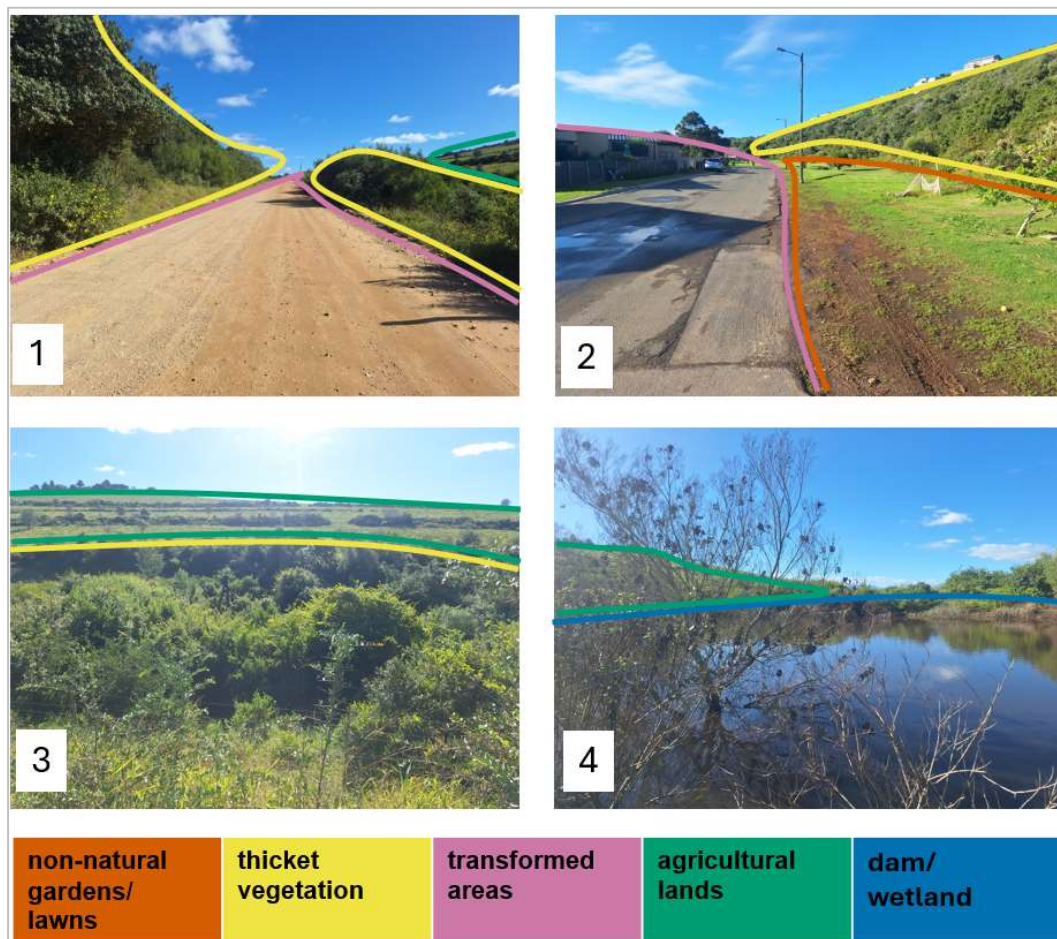 1
2
3
4
non-natural
gardens/
lawns
thicket
vegetation
transformed
areas
agricultural
lands
dam/
wetland